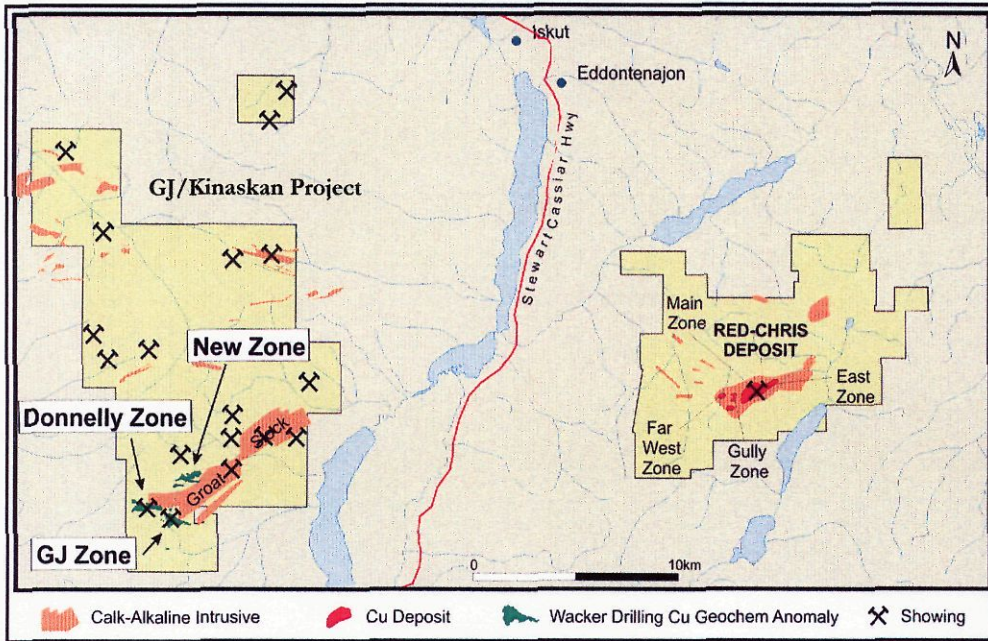 Iskut
N
Eddontenajon
GJ/Kinaskan Project
Stewart Cassiar Hwy
Main
Zone
RED-CHRIS
DEPOSIT
New Zone
East
Zone
Donnelly Zone
Stock
Far
West
Zone
Gully
Zone
Groat
GJ Zone
0
10km
Calk-Alkaline Intrusive
Cu Deposit
Wacker Drilling Cu Geochem Anomaly
Showing